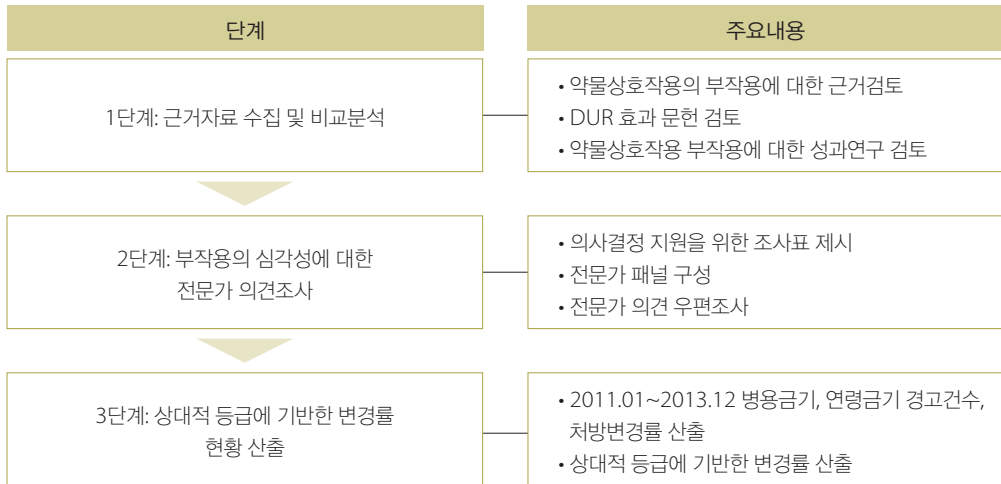 단계
주요내용
1단계: 근거자료 수집 및 비교분석
• 약물상호작용의 부작용에 대한 근거검토
• DUR 효과 문헌 검토
• 약물상호작용 부작용에 대한 성과연구 검토
2단계: 부작용의 심각성에 대한
전문가 의견조사
• 의사결정 지원을 위한 조사표 제시
• 전문가 패널 구성
• 전문가 의견 우편조사
3단계: 상대적 등급에 기반한 변경률
현황 산출
• 2011.01~2013.12 병용금기, 연령금기 경고건수,
처방변경률 산출
• 상대적 등급에 기반한 변경률 산출